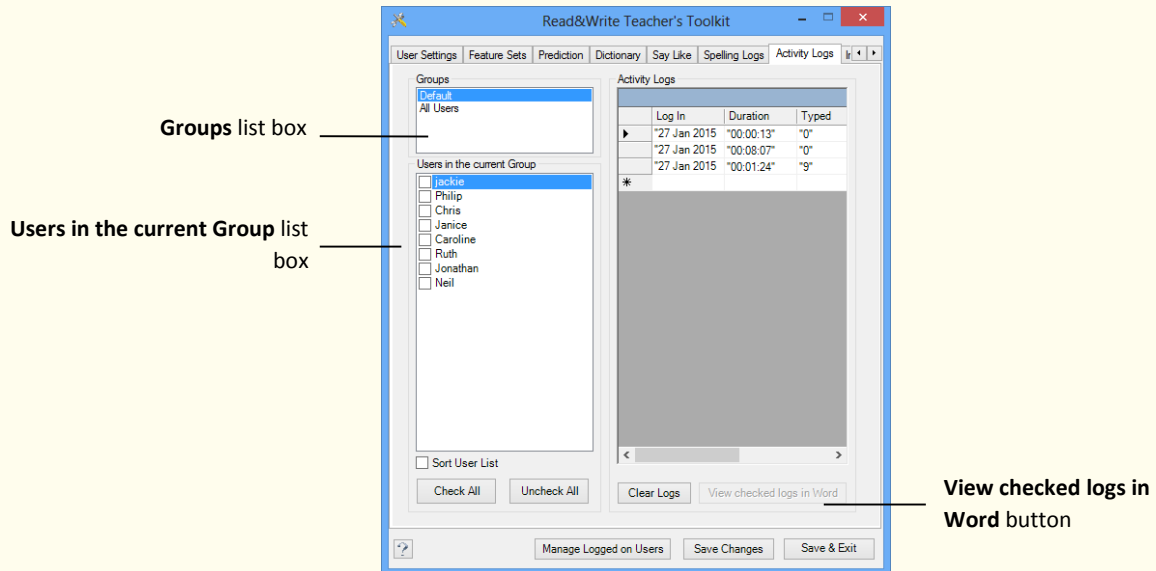 Read&Write Teacher's Toolkit
User Settings Feature Sets Prediction Dictionary Say Like Spelling Logs Activity Logs
Groups
Default
All Users
Groups list box
Users in the current Group
jackie
Philip
Chris
Janice
Caroline
Ruth
Jonathan
Neil
Users in the current Group list
box
Sort User List
Check All Uncheck All
Activity Logs
Log In Duration Typed
"27 Jan 2015 "00:00:13" "0"
"27 Jan 2015 "00:08:07" "0"
"27 Jan 2015 "00:01:24" "9"
Clear Logs View checked logs in Word
View checked logs in
Word button
? Manage Logged on Users Save Changes Save & Exit